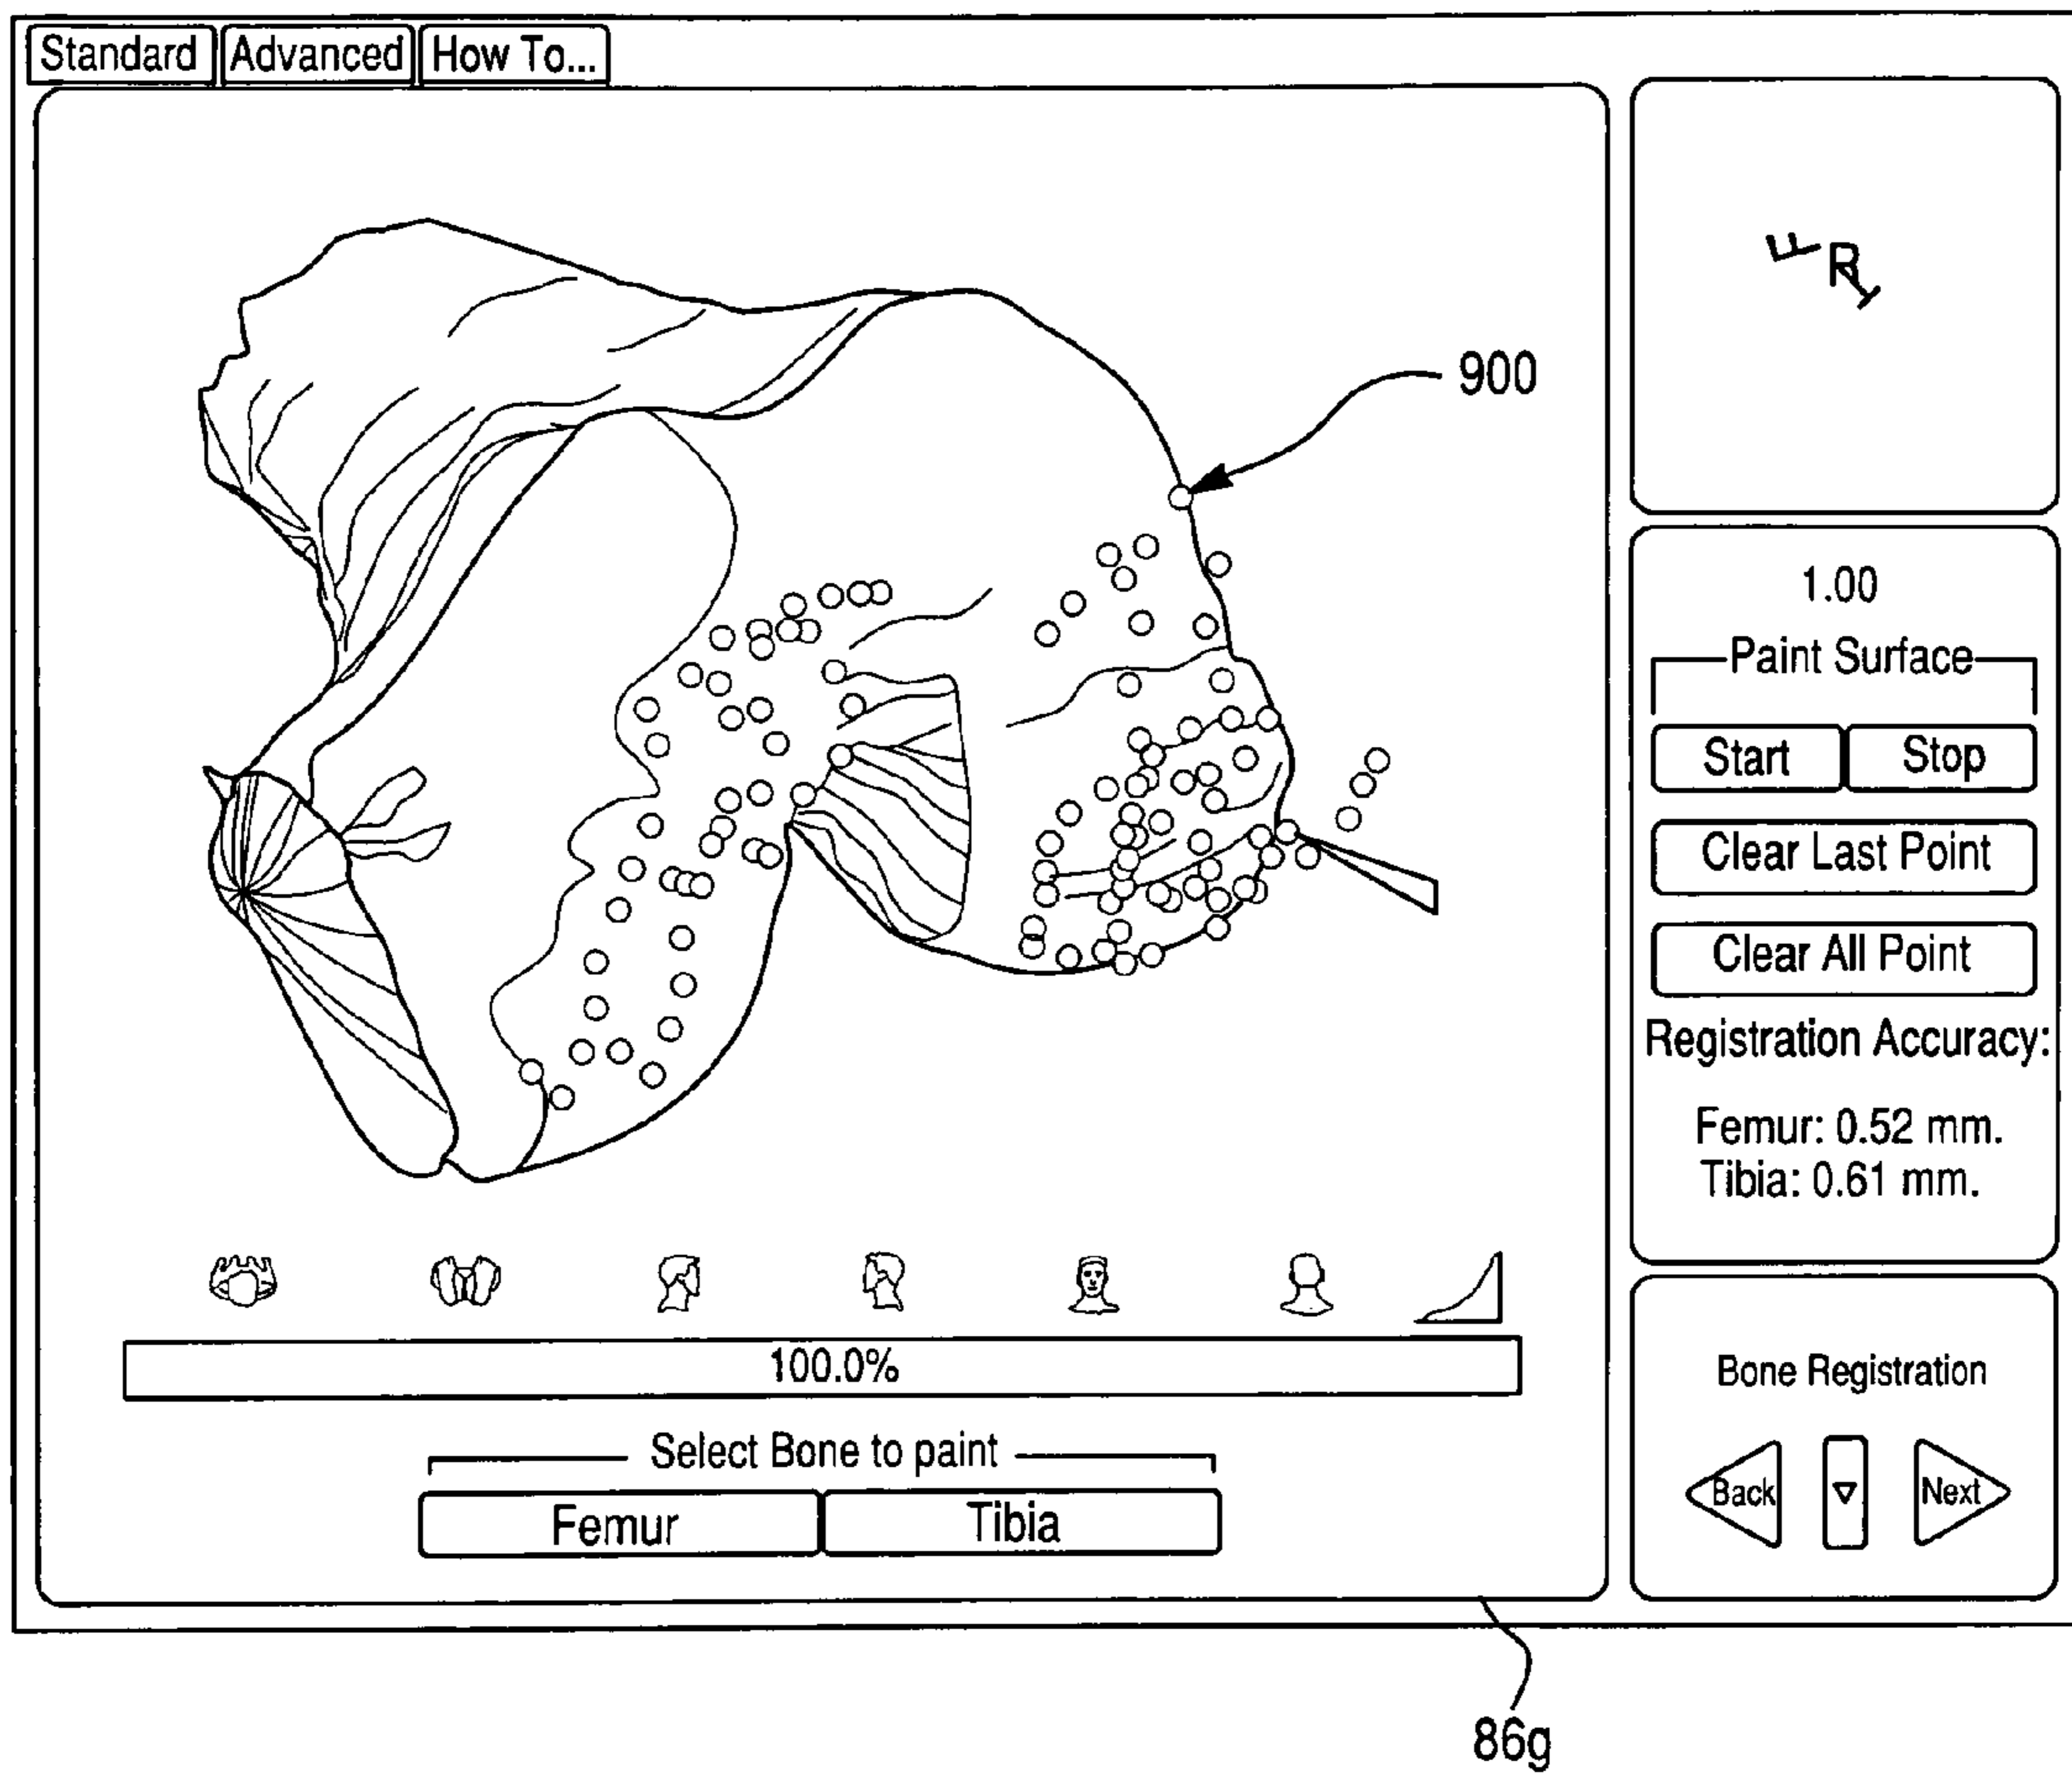 Standard Advanced How To...
900
F R T
1.00
Paint Surface
Start Stop
Clear Last Point
Clear All Point
Registration Accuracy:
Femur: 0.52 mm.
Tibia: 0.61 mm.
100.0%
Select Bone to paint
Femur Tibia
Bone Registration
Back Next
86g